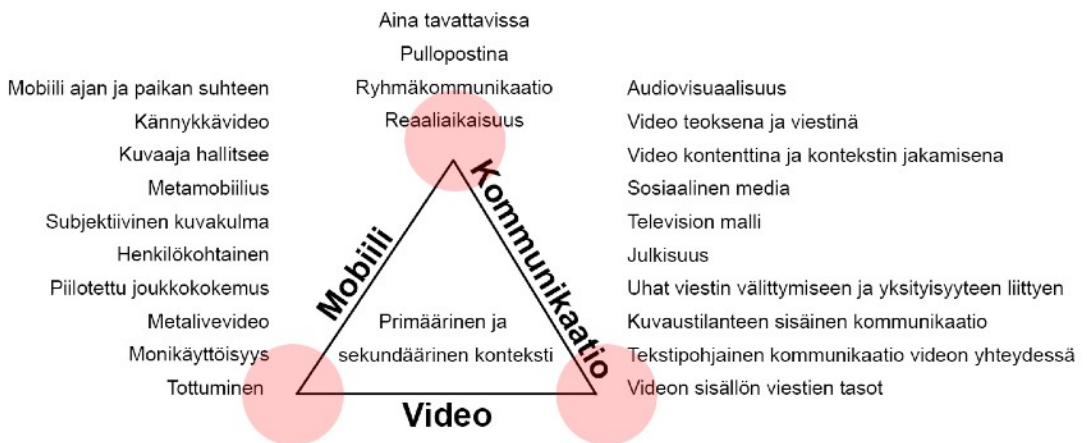 Aina tavattavissa
Pullopostina
Ryhmäkommunikaatio
Reaaliaikaisuus
Mobiili ajan ja paikan suhteen
Kännykkävideo
Kuvaaja hallitsee
Metamobiilius
Subjektiivinen kuvakulma
Henkilökohtainen
Piilotettu joukkokokemus
Metalivevideo
Monikäyttöisyys
Tottuminen
Mobiili
Kommunikaatio
Primäärinen ja
sekundäärinen konteksti
Video
Audiovisuaalisuus
Video teoksena ja viestinä
Video kontenttina ja kontekstin jakamisena
Sosiaalinen media
Television malli
Julkisuus
Uhat viestin välittymiseen ja yksityisyyteen liittyen
Kuvaustilanteen sisäinen kommunikaatio
Tekstipohjainen kommunikaatio videon yhteydessä
Videon sisällön viestien tasot